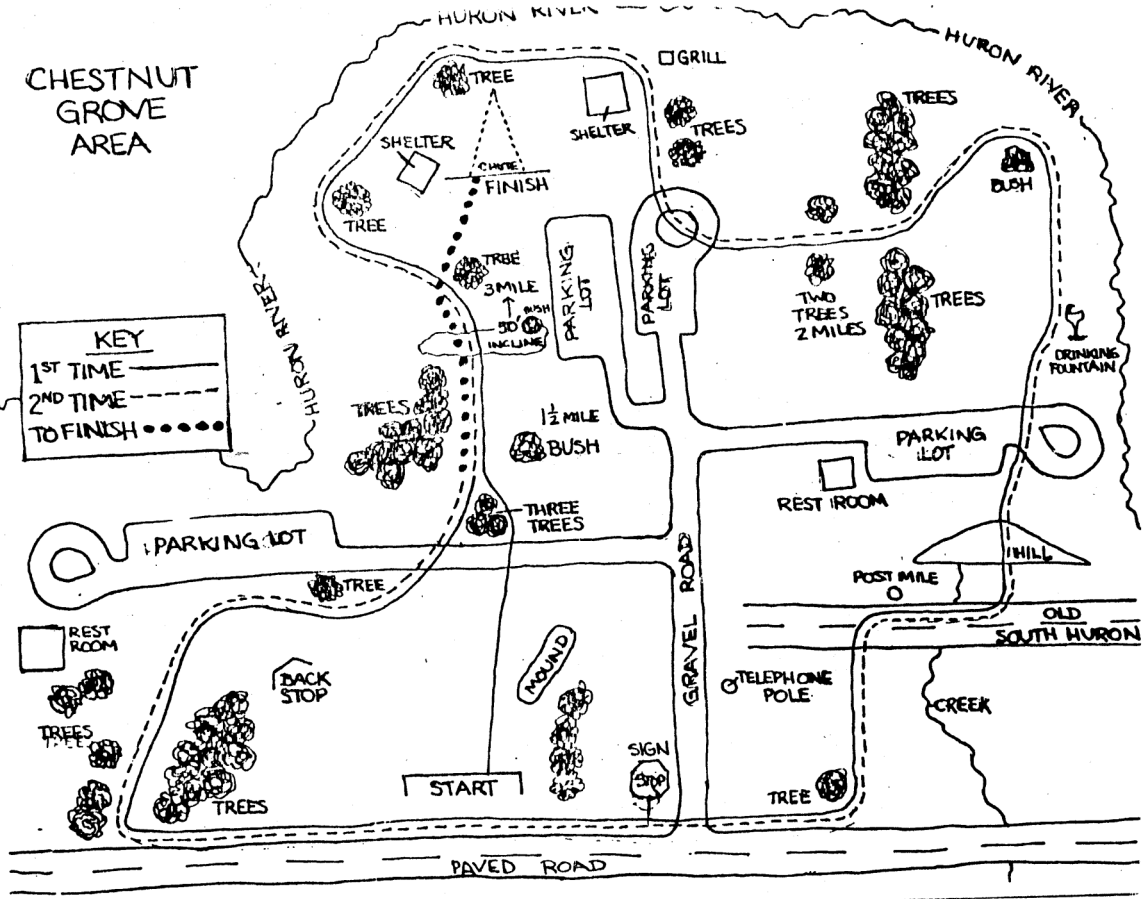 HURON RIVER
HURON RIVER
CHESTNUT
GROVE
AREA
TREE
GRILL
SHELTER
TREES
TREES
SHELTER
CHUTE
FINISH
BUSH
TREE
TREE
3 MILE
BUSH
50'
INCLINE
PARKING
LOT
PARKING
LOT
TWO
TREES
2 MILES
TREES
DRINKING
FOUNTAIN
HURON RIVER
KEY
1ST TIME
2ND TIME
TO FINISH
TREES
1 1/2 MILE
BUSH
PARKING
LOT
REST ROOM
THREE
TREES
PARKING LOT
HILL
TREE
POST MILE
OLD
SOUTH HURON
REST
ROOM
GRAVEL ROAD
MOUND
BACK
STOP
TELEPHONE
POLE
CREEK
TREES
TREES
SIGN
STOP
START
TREE
TREES
PAVED ROAD